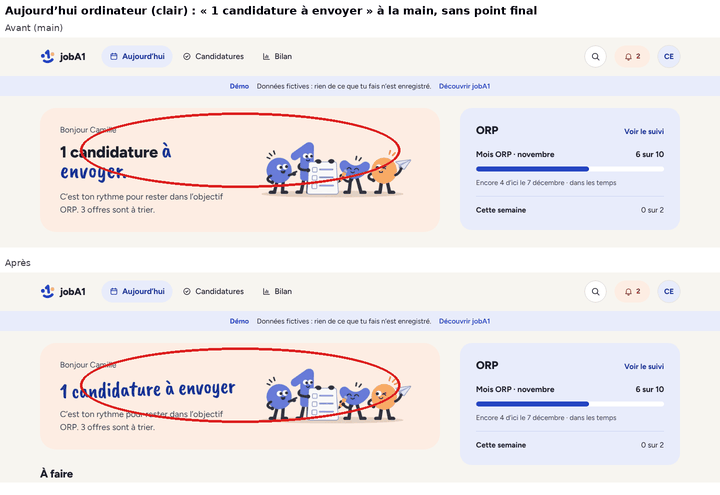 Aujourd’hui ordinateur (clair) : « 1 candidature à envoyer » à la main, sans point final
Avant (main)
jobA1 Aujourd'hui Candidatures Bilan 2 CE
Démo Données fictives : rien de ce que tu fais n'est enregistré. Découvrir jobA1
Bonjour Camille
1 candidature à
envoyer.
C'est ton rythme pour rester dans l'objectif
ORP. 3 offres sont à trier.
ORP Voir le suivi
Mois ORP · novembre 6 sur 10
Encore 4 d'ici le 7 décembre · dans les temps
Cette semaine 0 sur 2
Après
jobA1 Aujourd'hui Candidatures Bilan 2 CE
Démo Données fictives : rien de ce que tu fais n'est enregistré. Découvrir jobA1
Bonjour Camille
1 candidature à envoyer
C'est ton rythme pour rester dans l'objectif
ORP. 3 offres sont à trier.
ORP Voir le suivi
Mois ORP · novembre 6 sur 10
Encore 4 d'ici le 7 décembre · dans les temps
Cette semaine 0 sur 2
À faire